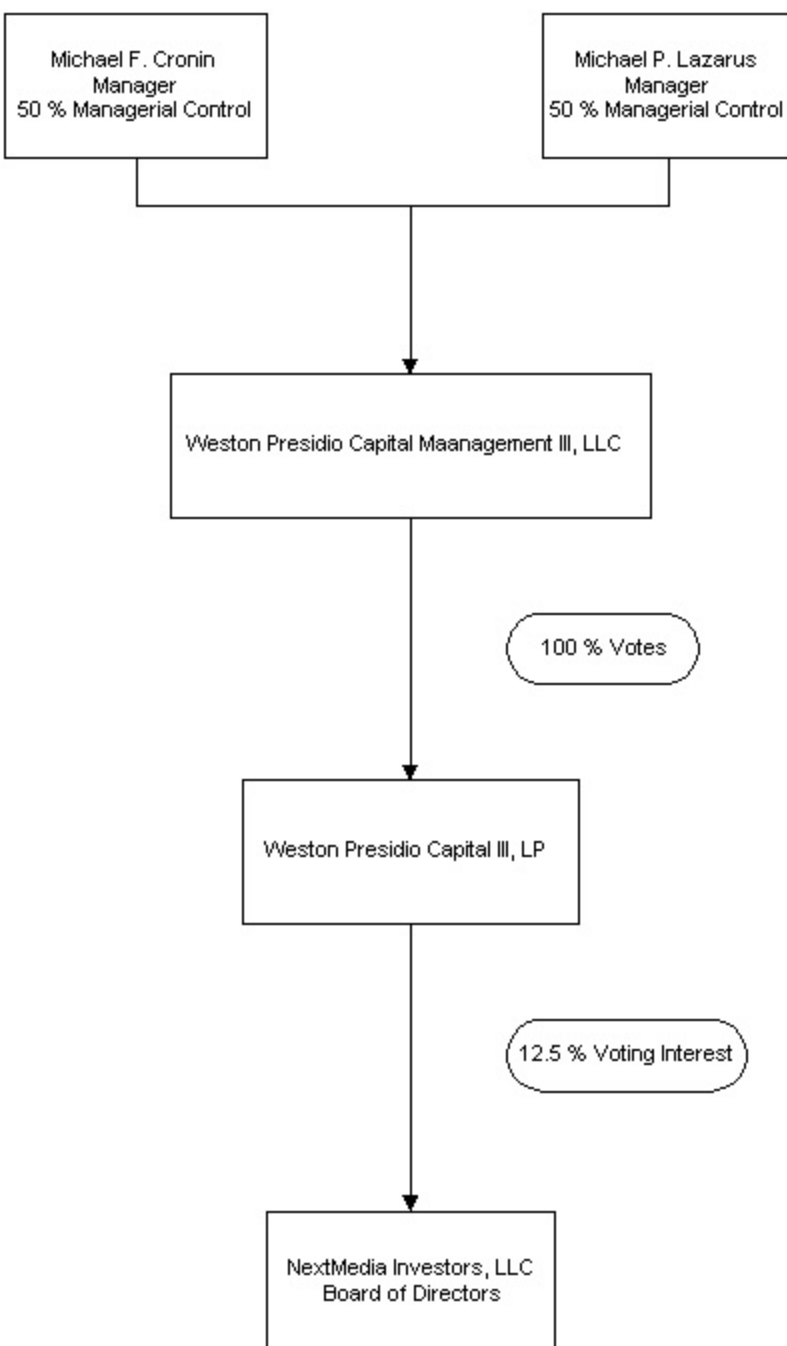 Michael F. Cronin
Manager
50 % Managerial Control
Michael P. Lazarus
Manager
50 % Managerial Control
Weston Presidio Capital Maanagement III, LLC
100 % Votes
Weston Presidio Capital III, LP
12.5 % Voting Interest
NextMedia Investors, LLC
Board of Directors